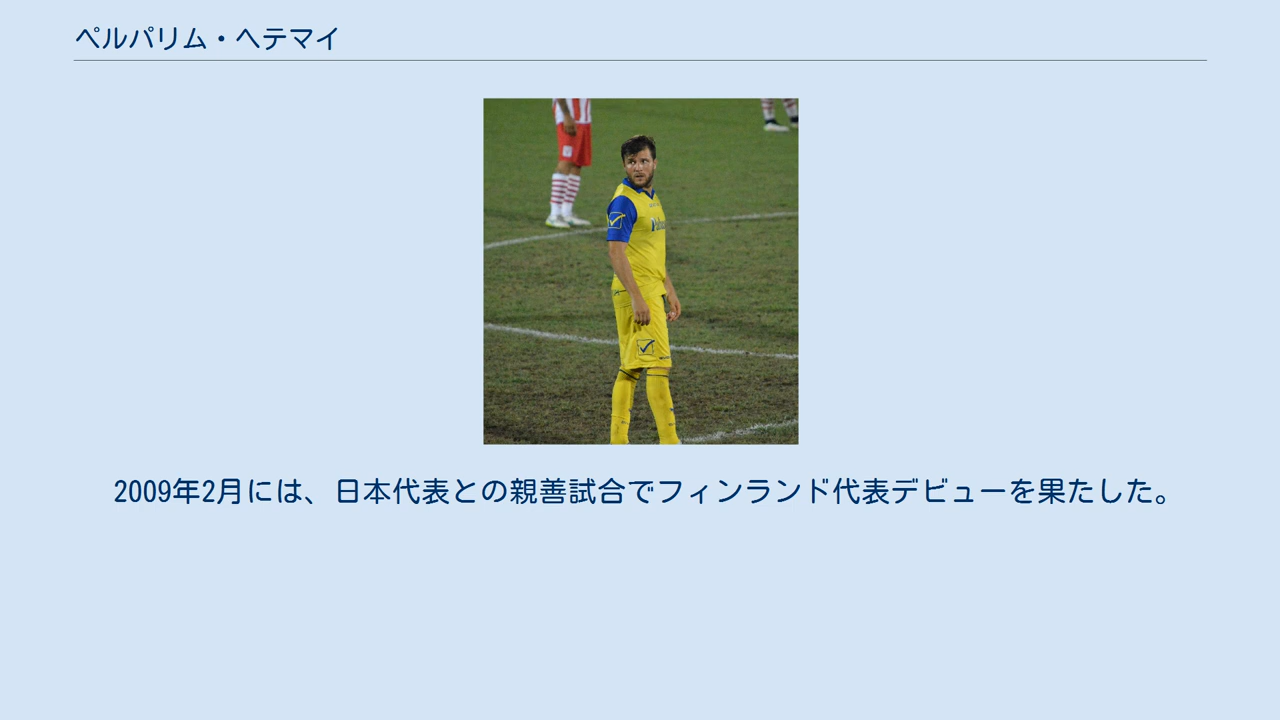 ペルパリム・ヘテマイ
2009年2月には、日本代表との親善試合でフィンランド代表デビューを果たした。